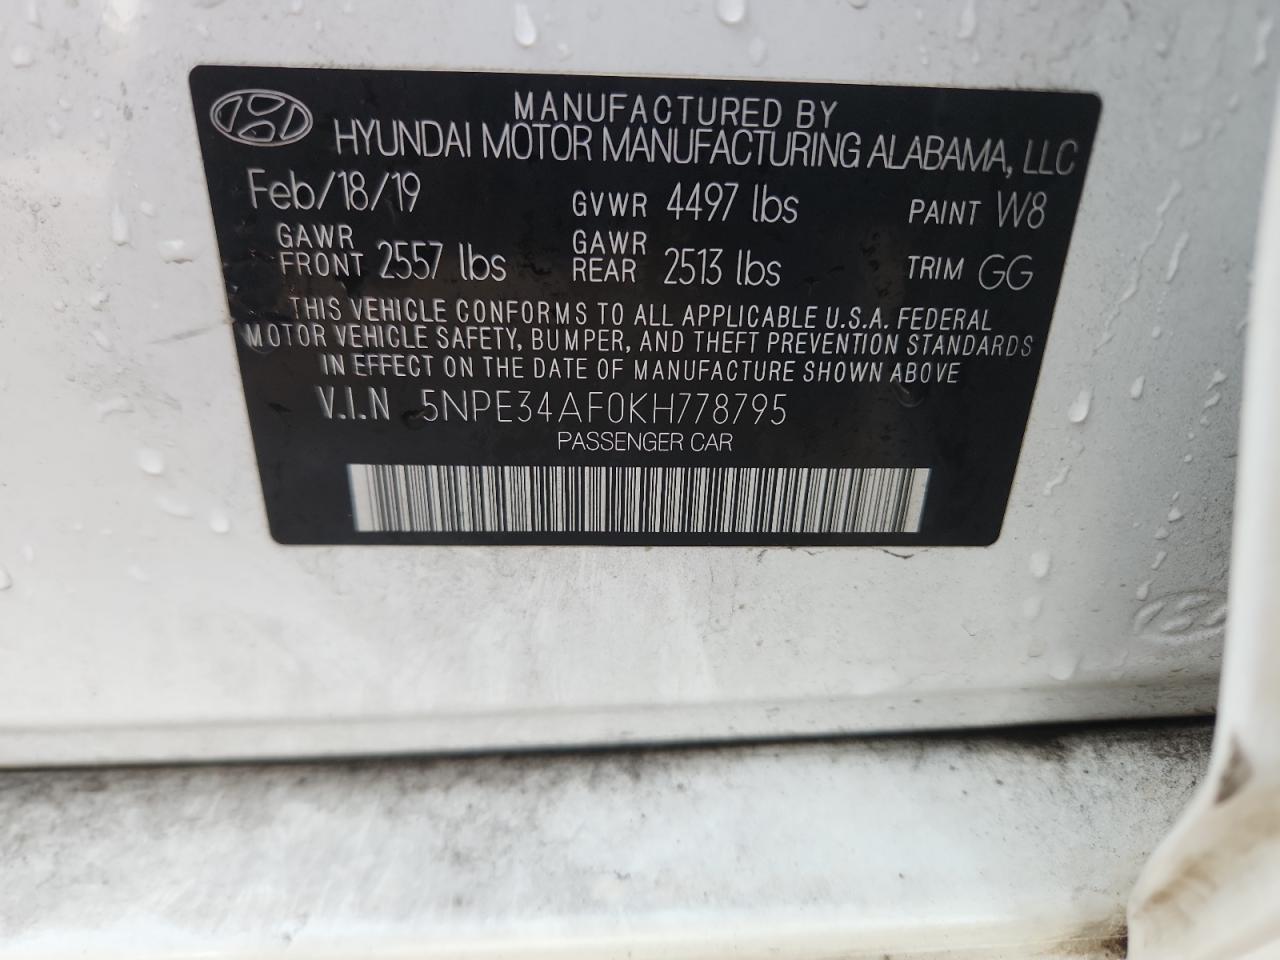 MANUFACTURED BY
HYUNDAI MOTOR MANUFACTURING ALABAMA, LLC
Feb/18/19 GVWR 4497 lbs PAINT W8
GAWR FRONT 2557 lbs GAWR REAR 2513 lbs TRIM GG
THIS VEHICLE CONFORMS TO ALL APPLICABLE U.S.A. FEDERAL
MOTOR VEHICLE SAFETY, BUMPER, AND THEFT PREVENTION STANDARDS
IN EFFECT ON THE DATE OF MANUFACTURE SHOWN ABOVE
V.I.N 5NPE34AF0KH778795
PASSENGER CAR